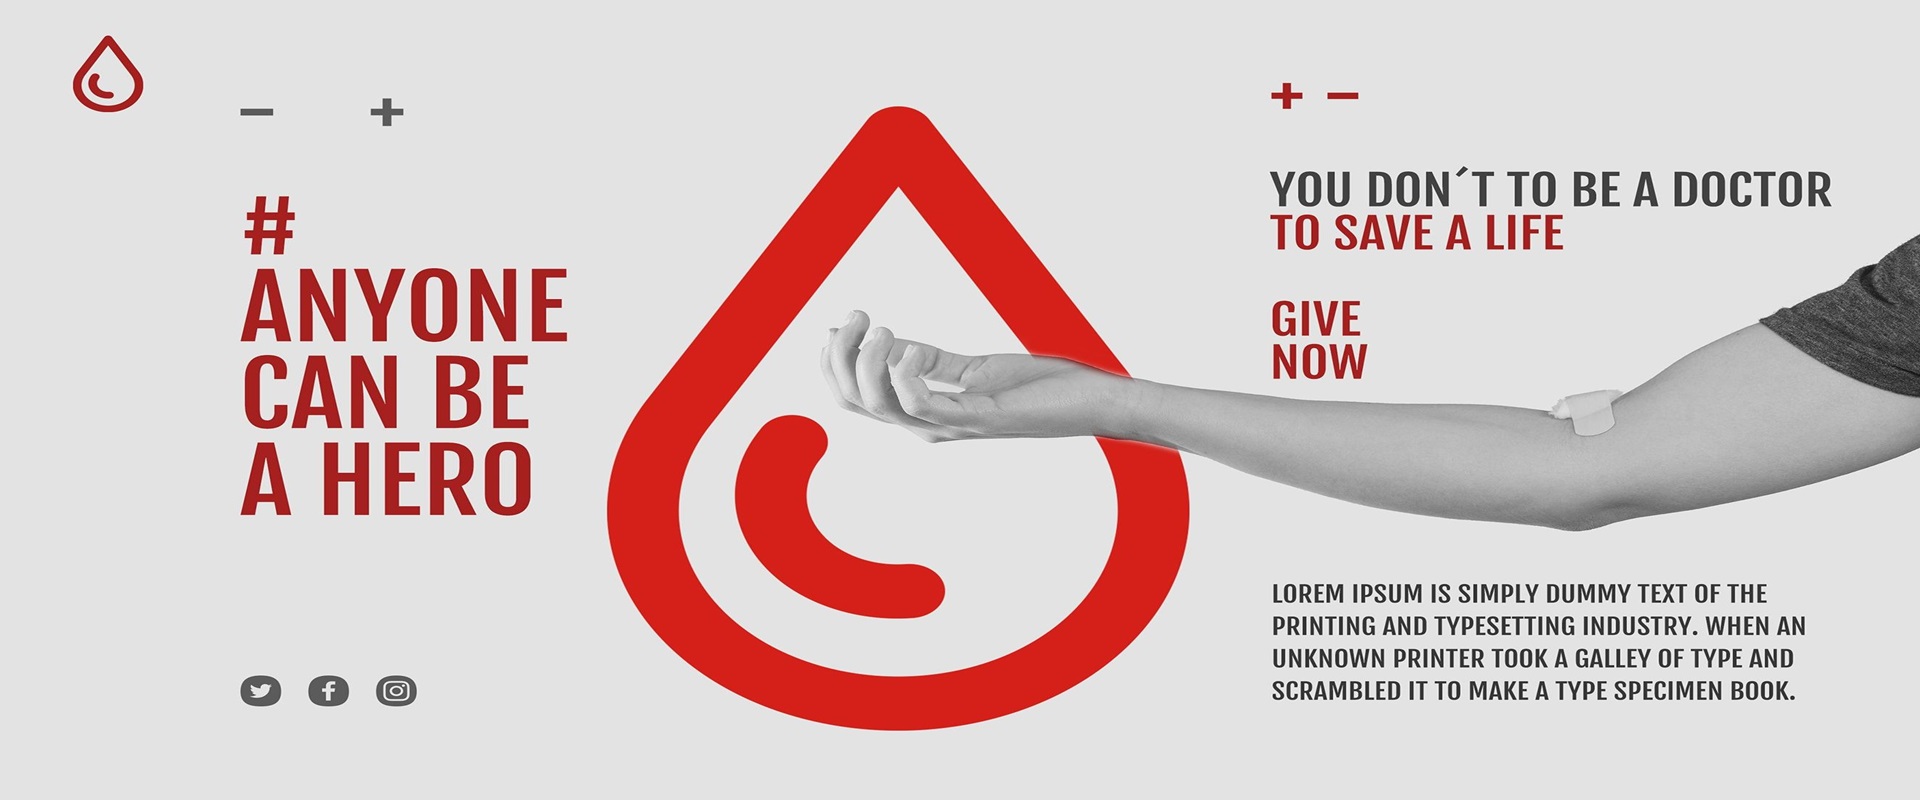 − +
#
ANYONE
CAN BE
A HERO
+ −
YOU DON´T TO BE A DOCTOR
TO SAVE A LIFE
GIVE
NOW
LOREM IPSUM IS SIMPLY DUMMY TEXT OF THE
PRINTING AND TYPESETTING INDUSTRY. WHEN AN
UNKNOWN PRINTER TOOK A GALLEY OF TYPE AND
SCRAMBLED IT TO MAKE A TYPE SPECIMEN BOOK.